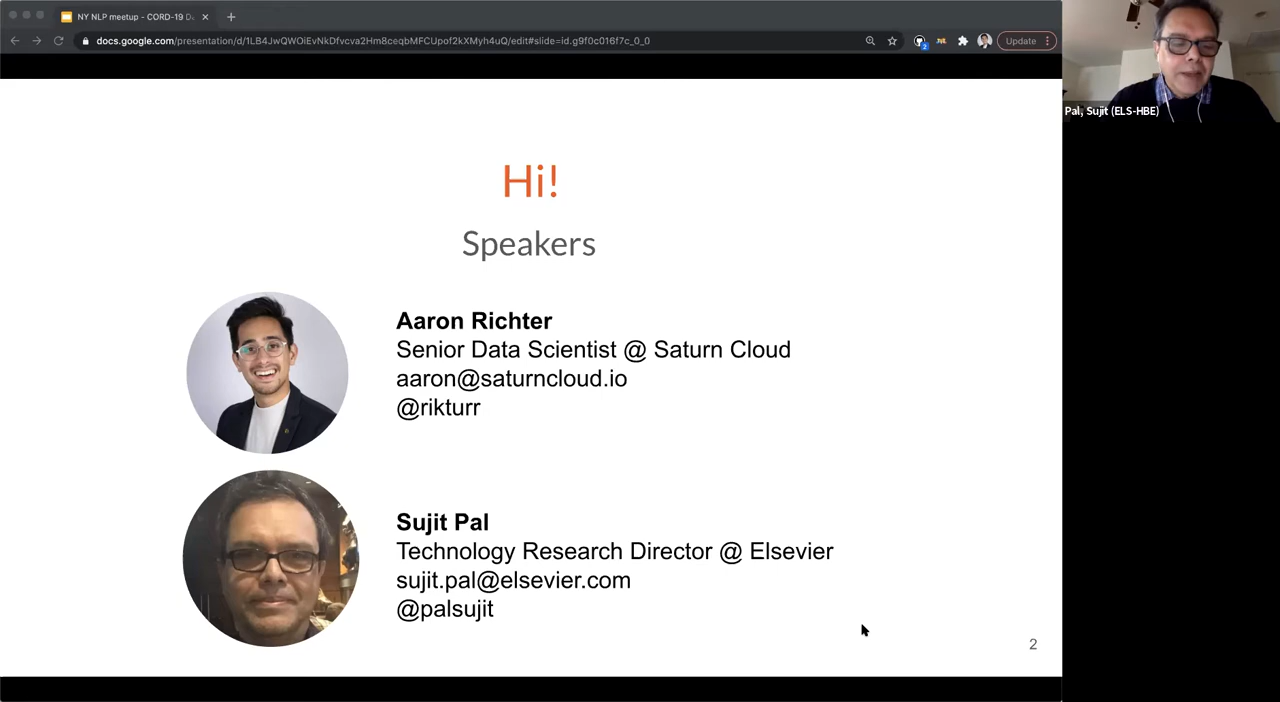 NY NLP meetup - CORD-19 Da
docs.google.com/presentation/d/1LB4JwQWOiEvNkDfvcva2Hm8ceqbMFCUpof2kXMyh4uQ/edit#slide=id.g9f0c016f7c_0_0
Update
Pal, Sujit (ELS-HBE)
Hi!
Speakers
Aaron Richter
Senior Data Scientist @ Saturn Cloud
aaron@saturncloud.io
@rikturr
Sujit Pal
Technology Research Director @ Elsevier
sujit.pal@elsevier.com
@palsujit
2